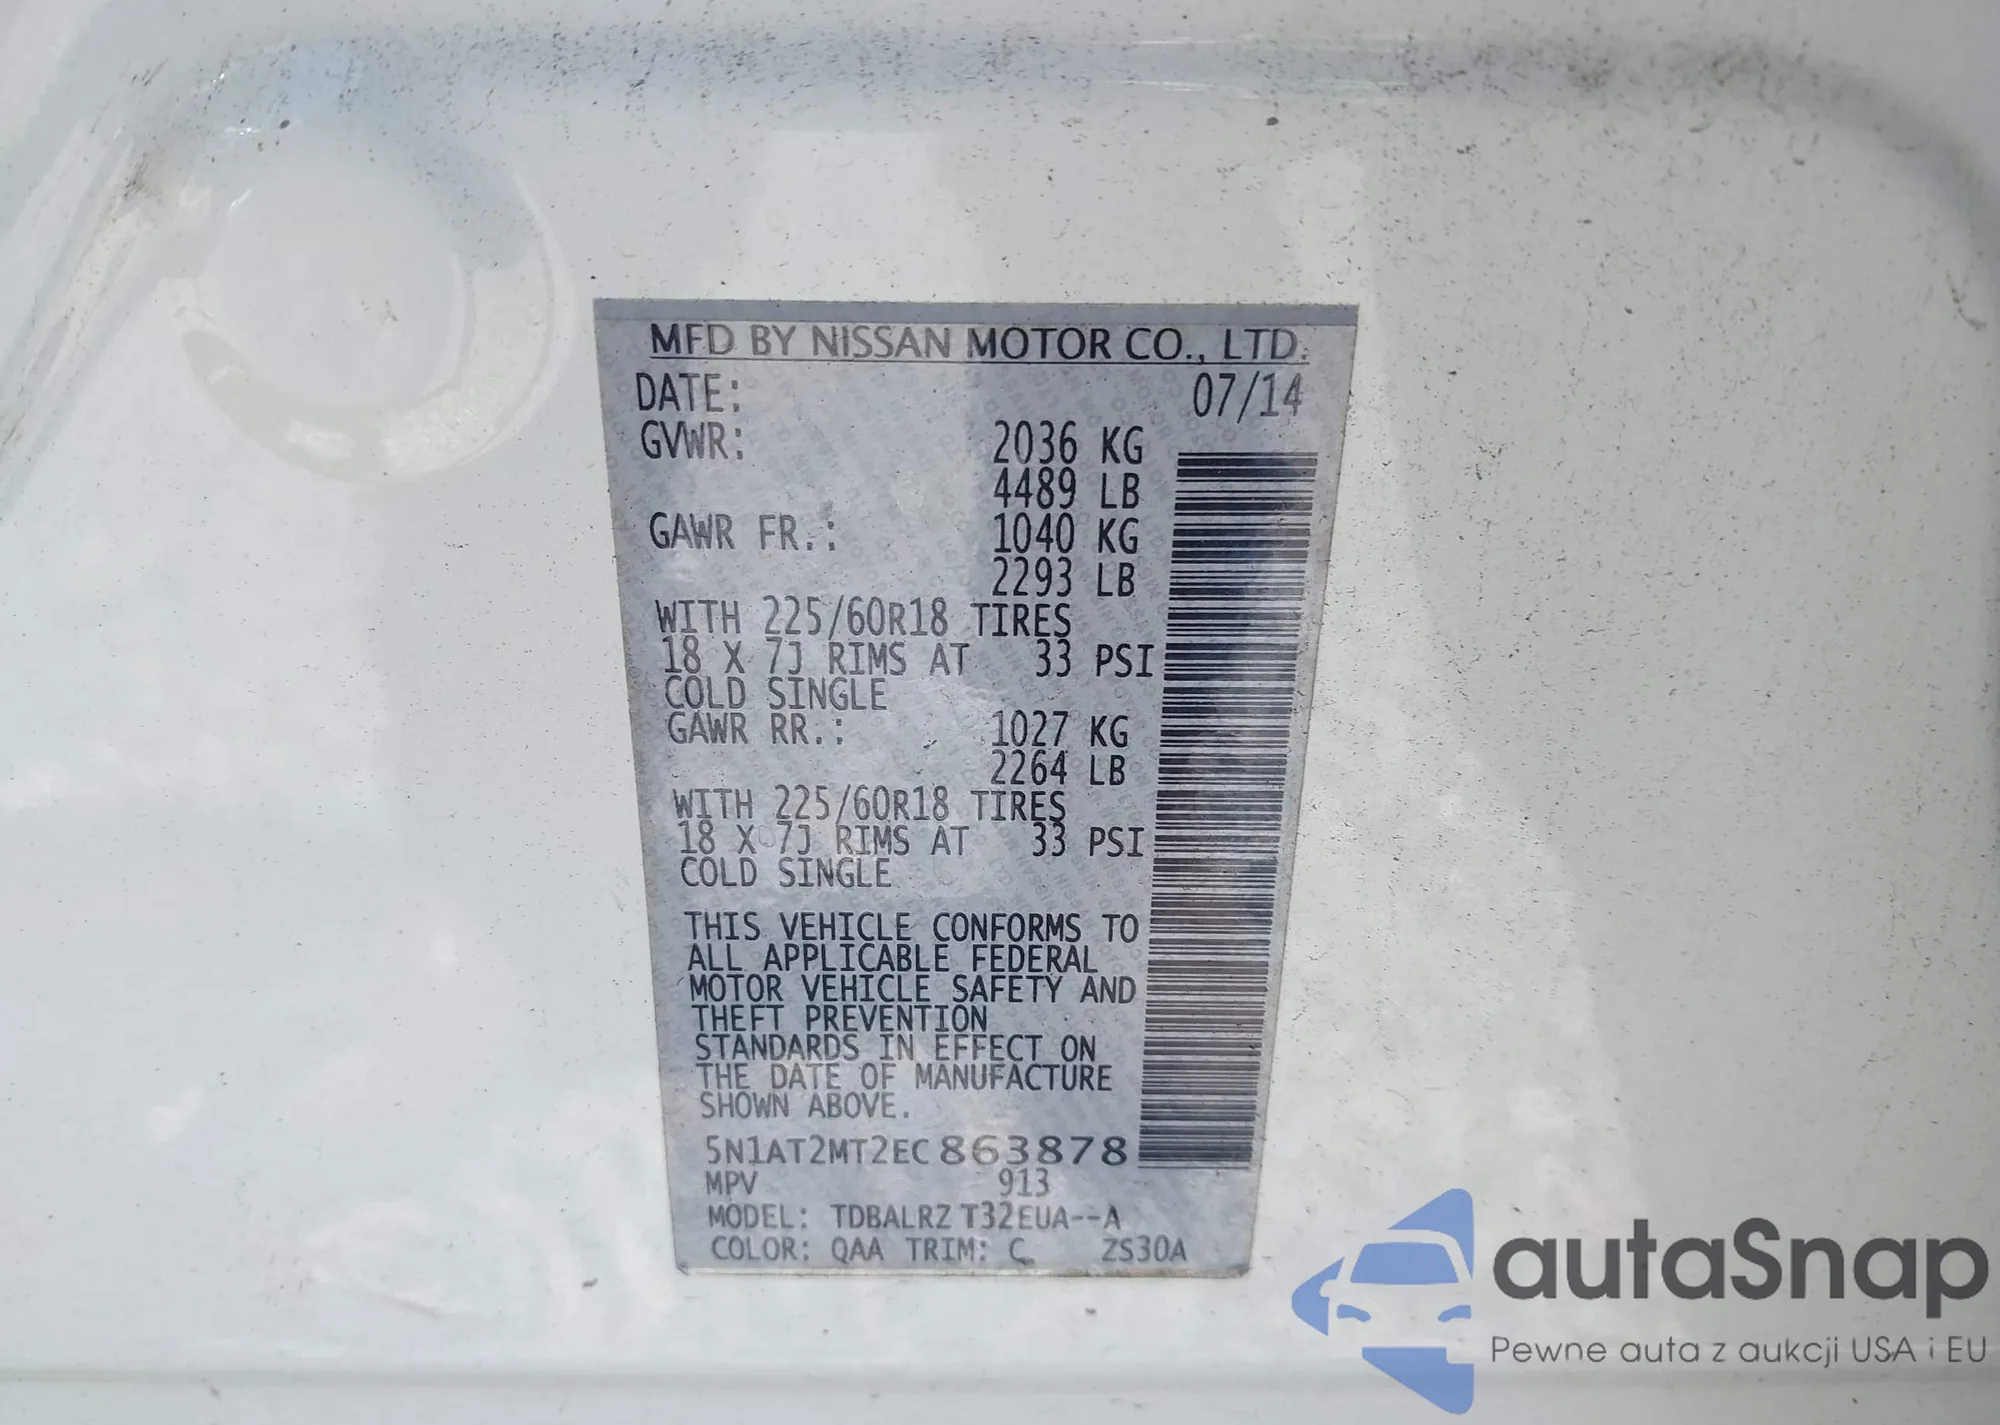 MFD BY NISSAN MOTOR CO., LTD.
DATE: 07/14
GVWR: 2036 KG
4489 LB
GAWR FR.: 1040 KG
2293 LB
WITH 225/60R18 TIRES
18 X 7J RIMS AT 33 PSI
COLD SINGLE
GAWR RR.: 1027 KG
2264 LB
WITH 225/60R18 TIRES
18 X 7J RIMS AT 33 PSI
COLD SINGLE
THIS VEHICLE CONFORMS TO
ALL APPLICABLE FEDERAL
MOTOR VEHICLE SAFETY AND
THEFT PREVENTION
STANDARDS IN EFFECT ON
THE DATE OF MANUFACTURE
SHOWN ABOVE.
5N1AT2MT2EC863878
MPV 913
MODEL: TDBALRZ T32EUA--A
COLOR: QAA TRIM: C ZS30A
autaSnap
Pewne auta z aukcji USA i EU